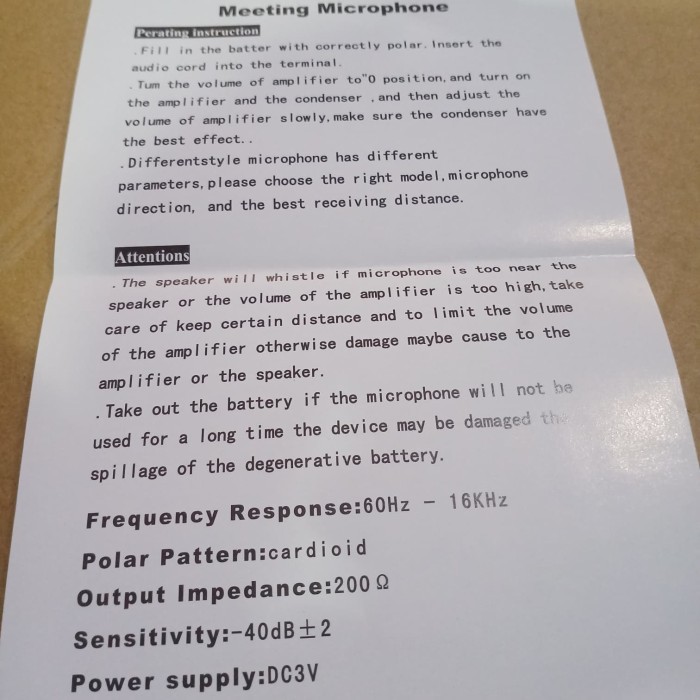 Meeting Microphone
Perating Instruction
.Fill in the batter with correctly polar. Insert the
audio cord into the terminal.
.Tum the volume of amplifier to"0 position, and turn on
the amplifier and the condenser ,and then adjust the
volume of amplifier slowly, make sure the condenser have
the best effect..
.Differentstyle microphone has different
parameters, please choose the right model, microphone
direction, and the best receiving distance.
Attentions
.The speaker will whistle if microphone is too near the
speaker or the volume of the amplifier is too high, take
care of keep certain distance and to limit the volume
of the amplifier otherwise damage maybe cause to the
amplifier or the speaker.
.Take out the battery if the microphone will not be
used for a long time the device may be damaged the
spillage of the degenerative battery.
Frequency Response:60Hz - 16KHz
Polar Pattern:cardioid
Output Impedance:200Ω
Sensitivity:-40dB±2
Power supply:DC3V